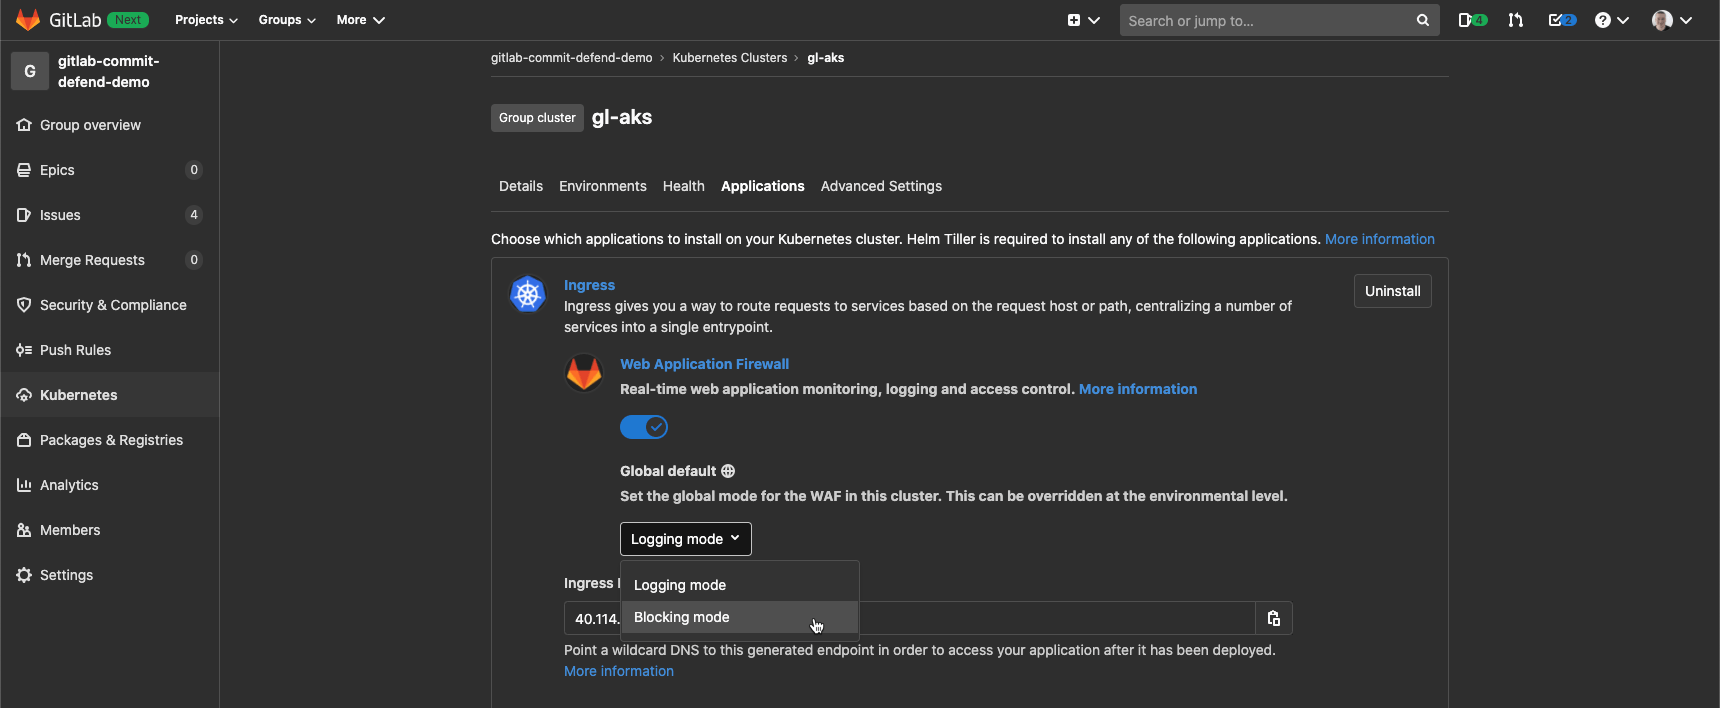 GitLab Next Projects Groups More Search or jump to... 4 2
G gitlab-commit-
defend-demo
Group overview
Epics 0
Issues 4
Merge Requests 0
Security & Compliance
Push Rules
Kubernetes
Packages & Registries
Analytics
Members
Settings
gitlab-commit-defend-demo › Kubernetes Clusters › gl-aks
Group cluster gl-aks
Details Environments Health Applications Advanced Settings
Choose which applications to install on your Kubernetes cluster. Helm Tiller is required to install any of the following applications. More information
Ingress
Uninstall
Ingress gives you a way to route requests to services based on the request host or path, centralizing a number of
services into a single entrypoint.
Web Application Firewall
Real-time web application monitoring, logging and access control. More information
Global default
Set the global mode for the WAF in this cluster. This can be overridden at the environmental level.
Logging mode
Logging mode
Blocking mode
Ingress
40.114.
Point a wildcard DNS to this generated endpoint in order to access your application after it has been deployed.
More information